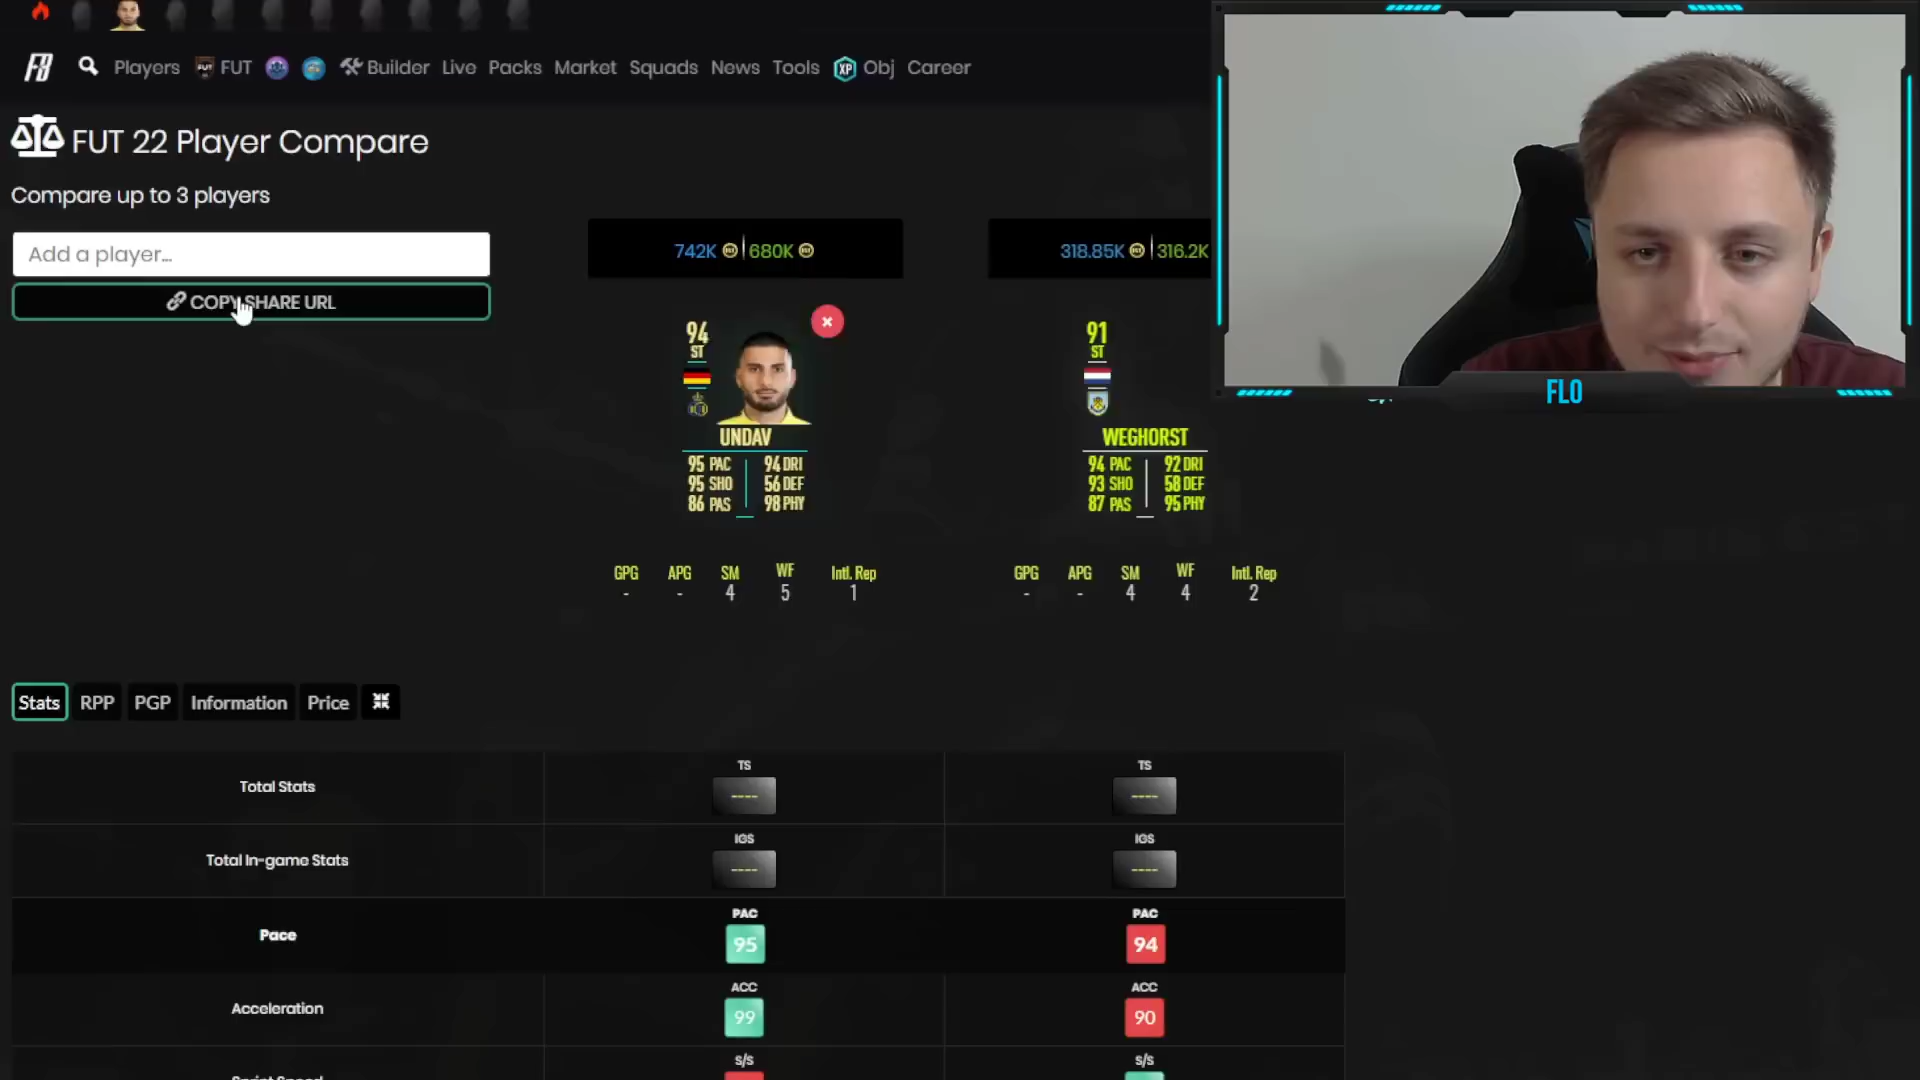 FB Players FUT FUT Builder Live Packs Market Squads News Tools XP Obj Career
FUT 22 Player Compare
Compare up to 3 players
Add a player...
COPY SHARE URL
742K 680K
318.85K 316.2K
94
ST
UNDAV
95 PAC 94 DRI
95 SHO 56 DEF
86 PAS 98 PHY
91
ST
WEGHORST
94 PAC 92 DRI
93 SHO 58 DEF
87 PAS 95 PHY
FLO
GPG APG SM WF Intl. Rep
- - 4 5 1
GPG APG SM WF Intl. Rep
- - 4 4 2
Stats RPP PGP Information Price
TS TS
Total Stats ---- ----
IGS IGS
Total In-game Stats ---- ----
PAC PAC
Pace 95 94
ACC ACC
Acceleration 99 90
S/S S/S
Sprint Speed